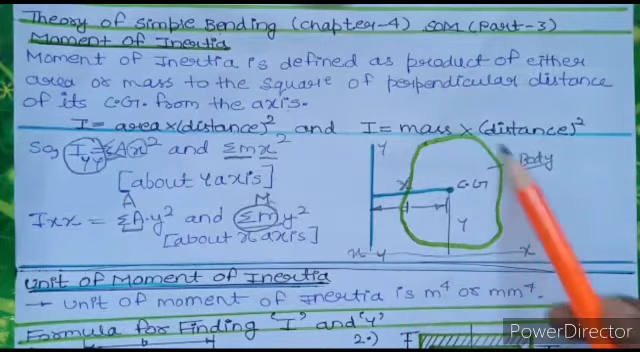 Theory of Simple Bending (Chapter-4) SOM (Part-3)
Moment of Inertia
Moment of Inertia is defined as product of either
area or mass to the square of perpendicular distance
of its C.G. from the axis.
I = area×(distance)² and I = mass×(distance)²
So, Iyy = ΣAx² and Σmx²
[about Y axis]
A M
Ixx = ΣA.y² and Σm y²
[about x axis]
Y
Body
x C.G.
Y
x Y x
Unit of Moment of Inertia
→ unit of moment of Inertia is m⁴ or mm⁴.
Formula for Finding 'I' and 'Y'
b 2.) I
PowerDirector